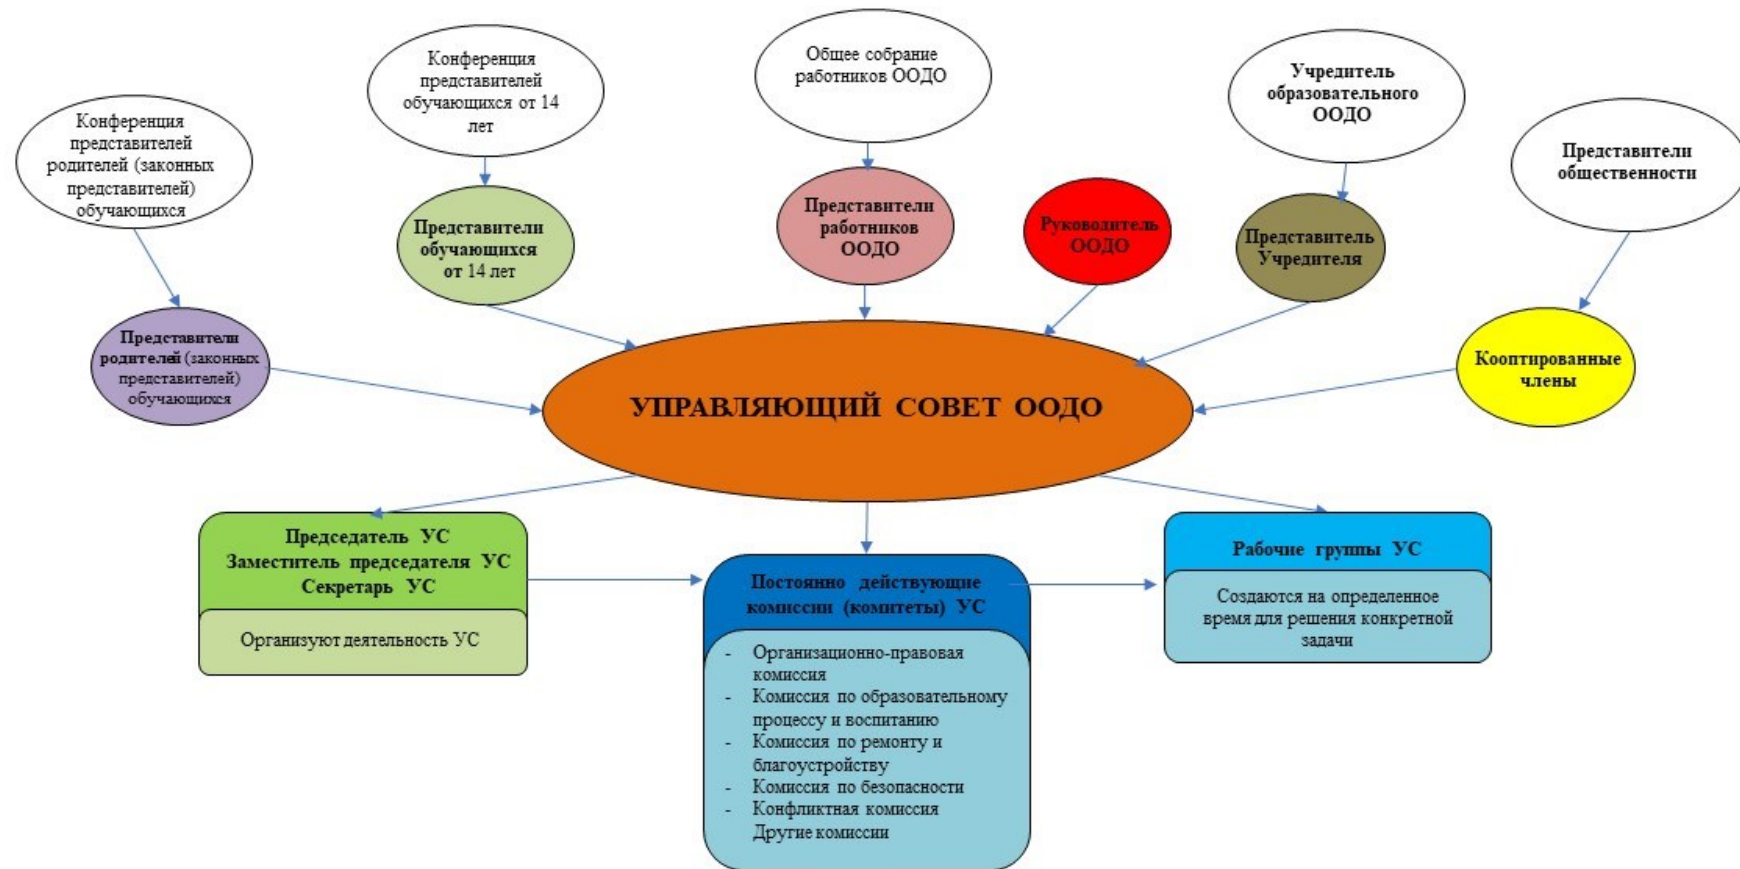 Конференция
представителей
родителей (законных
представителей)
обучающихся
Конференция
представителей
обучающихся от 14
лет
Общее собрание
работников ООДО
Учредитель
образовательного
ООДО
Представители
общественности
Представители
обучающихся
от 14 лет
Представители
работников
ООДО
Руководитель
ООДО
Представитель
Учредителя
Представители
родителей (законных
представителей)
обучающихся
Кооптированные
члены
УПРАВЛЯЮЩИЙ СОВЕТ ООДО
Председатель УС
Заместитель председателя УС
Секретарь УС
Организуют деятельность УС
Постоянно действующие
комиссии (комитеты) УС
- Организационно-правовая
комиссия
- Комиссия по образовательному
процессу и воспитанию
- Комиссия по ремонту и
благоустройству
- Комиссия по безопасности
- Конфликтная комиссия
Другие комиссии
Рабочие группы УС
Создаются на определенное
время для решения конкретной
задачи